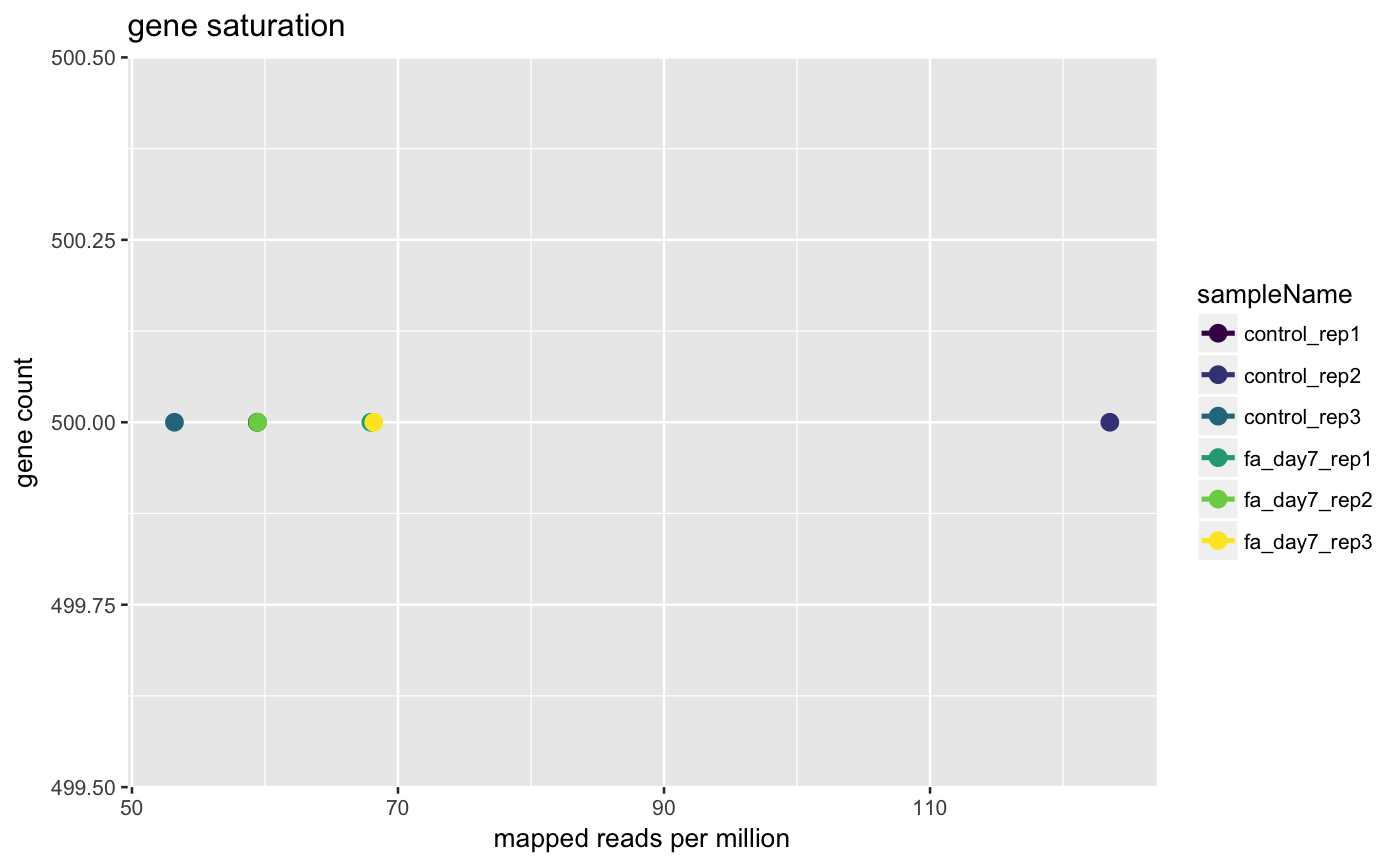 gene saturation
500.50
500.25
500.00
499.75
499.50
gene count
50 70 90 110
mapped reads per million
sampleName
control_rep1
control_rep2
control_rep3
fa_day7_rep1
fa_day7_rep2
fa_day7_rep3